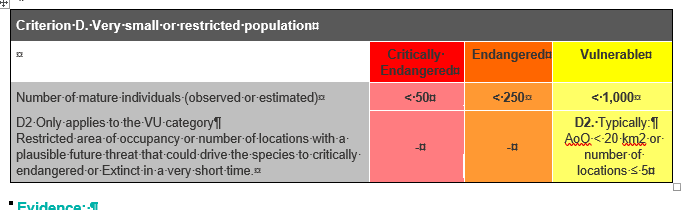 Criterion·D.·Very·small·or·restricted·population¤
¤
Critically· Endangered¤
Endangered¤
Vulnerable¤
Number·of·mature·individuals·(observed·or·estimated)¤
<·50¤
<·250¤
<·1,000¤
D2·Only·applies·to·the·VU·category¶
Restricted·area·of·occupancy·or·number·of·locations·with·a·
plausible·future·threat·that·could·drive·the·species·to·critically·
endangered·or·Extinct·in·a·very·short·time.¤
-¤
-¤
D2.·Typically:¶
AoO·<·20·km2·or·
number·of·
locations·≤·5¤
Evidence:·¶